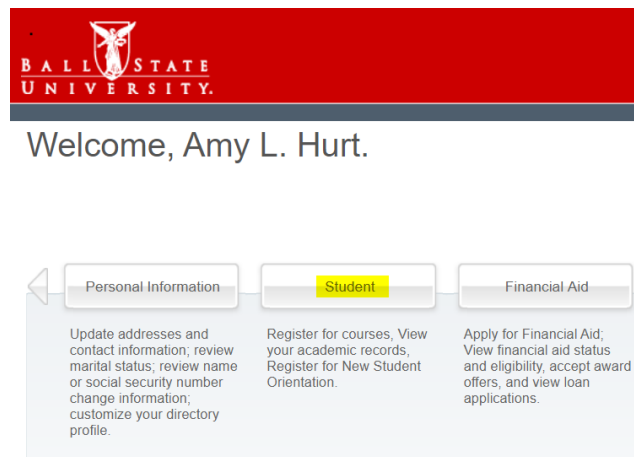 BALL STATE
UNIVERSITY.
Welcome, Amy L. Hurt.
Personal Information
Student
Financial Aid
Update addresses and
contact information; review
marital status; review name
or social security number
change information;
customize your directory
profile.
Register for courses, View
your academic records,
Register for New Student
Orientation.
Apply for Financial Aid;
View financial aid status
and eligibility, accept award
offers, and view loan
applications.